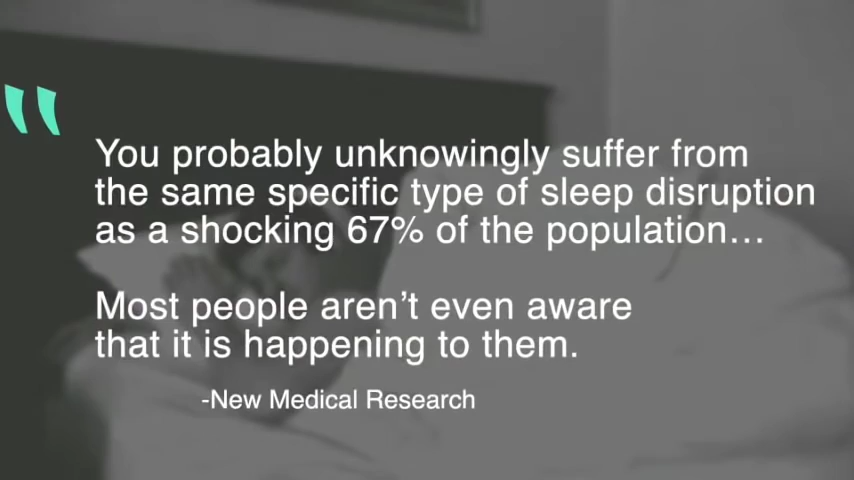 "
You probably unknowingly suffer from
the same specific type of sleep disruption
as a shocking 67% of the population...
Most people aren’t even aware
that it is happening to them.
-New Medical Research